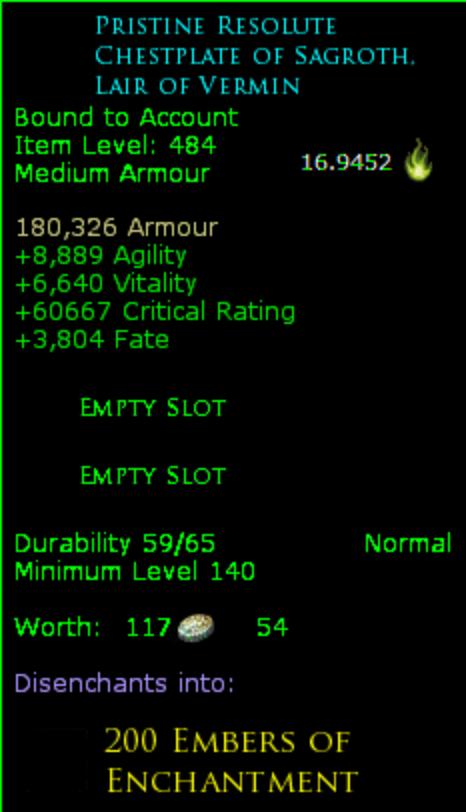 Pristine Resolute
Chestplate of Sagroth,
Lair of Vermin
Bound to Account
Item Level: 484
16.9452
Medium Armour
180,326 Armour
+8,889 Agility
+6,640 Vitality
+60667 Critical Rating
+3,804 Fate
Empty Slot
Empty Slot
Durability 59/65 Normal
Minimum Level 140
Worth: 117 54
Disenchants into:
200 Embers of
Enchantment